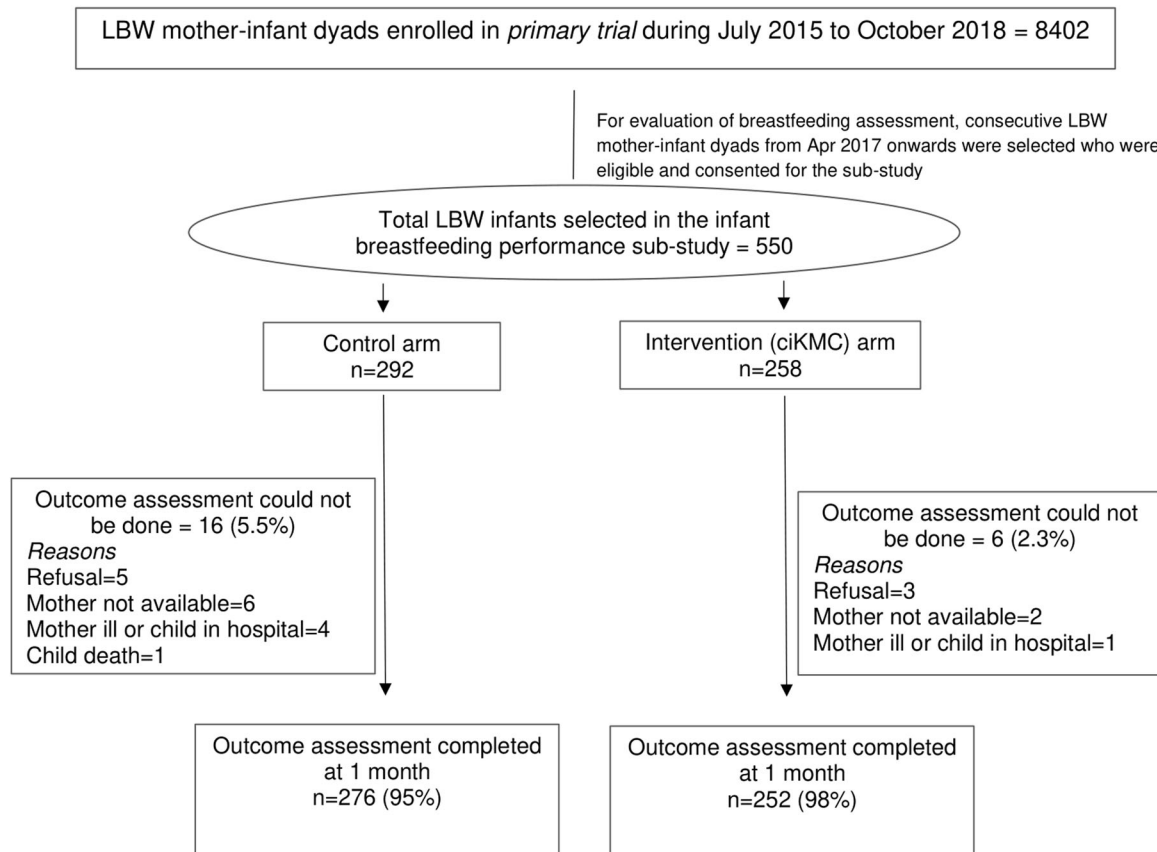 LBW mother-infant dyads enrolled in primary trial during July 2015 to October 2018 = 8402
For evaluation of breastfeeding assessment, consecutive LBW
mother-infant dyads from Apr 2017 onwards were selected who were
eligible and consented for the sub-study
Total LBW infants selected in the infant
breastfeeding performance sub-study = 550
Control arm
n=292
Intervention (ciKMC) arm
n=258
Outcome assessment could not
be done = 16 (5.5%)
Reasons
Refusal=5
Mother not available=6
Mother ill or child in hospital=4
Child death=1
Outcome assessment could not
be done = 6 (2.3%)
Reasons
Refusal=3
Mother not available=2
Mother ill or child in hospital=1
Outcome assessment completed
at 1 month
n=276 (95%)
Outcome assessment completed
at 1 month
n=252 (98%)